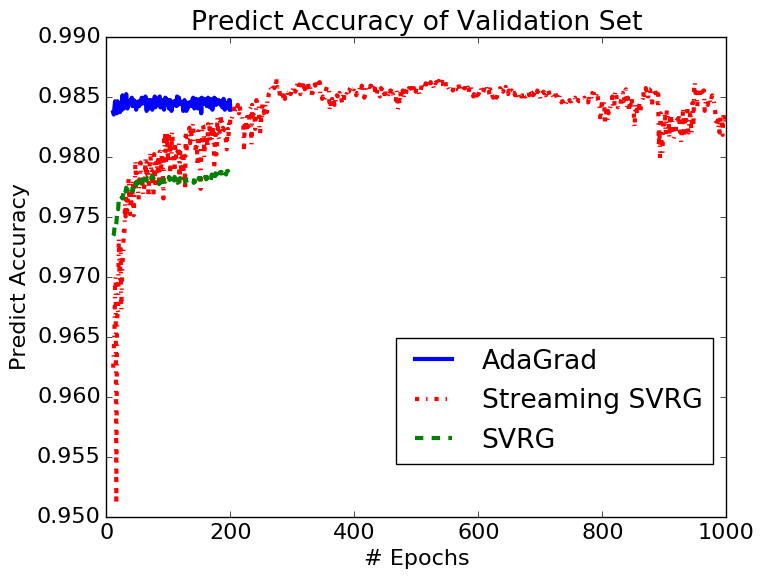 Predict Accuracy of Validation Set
0.990
0.985
0.980
0.975
0.970
0.965
0.960
0.955
0.950
Predict Accuracy
AdaGrad
Streaming SVRG
SVRG
0 200 400 600 800 1000
# Epochs